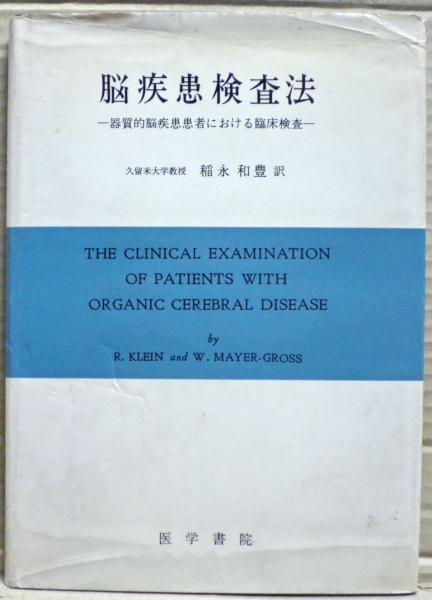 脳疾患検査法
―器質的脳疾患患者における臨床検査―
久留米大学教授 稲永和豊訳
THE CLINICAL EXAMINATION
OF PATIENTS WITH
ORGANIC CEREBRAL DISEASE
by
R. KLEIN and W. MAYER-GROSS
医学書院